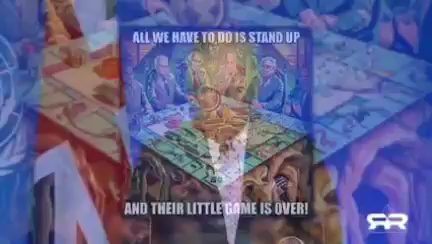 ALL WE HAVE TO DO IS STAND UP
AND THEIR LITTLE GAME IS OVER!